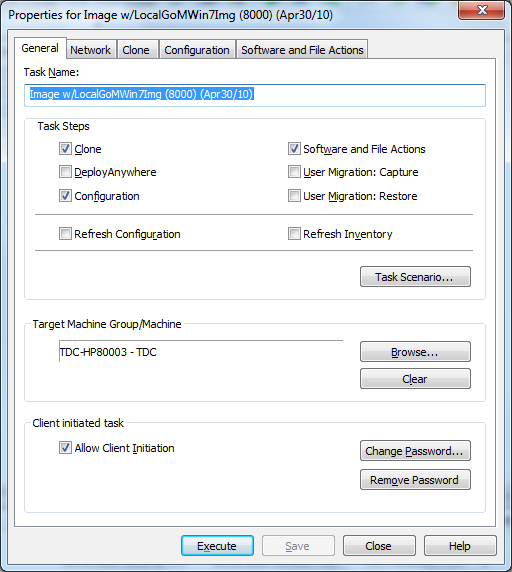 Properties for Image w/LocalGoMWin7Img (8000) (Apr30/10)
General Network Clone Configuration Software and File Actions
Task Name:
Image w/LocalGoMWin7Img (8000) (Apr30/10)
Task Steps
Clone Software and File Actions
DeployAnywhere User Migration: Capture
Configuration User Migration: Restore
Refresh Configuration Refresh Inventory
Task Scenario...
Target Machine Group/Machine
TDC-HP80003 - TDC Browse...
Clear
Client initiated task
Allow Client Initiation Change Password...
Remove Password
Execute Save Close Help